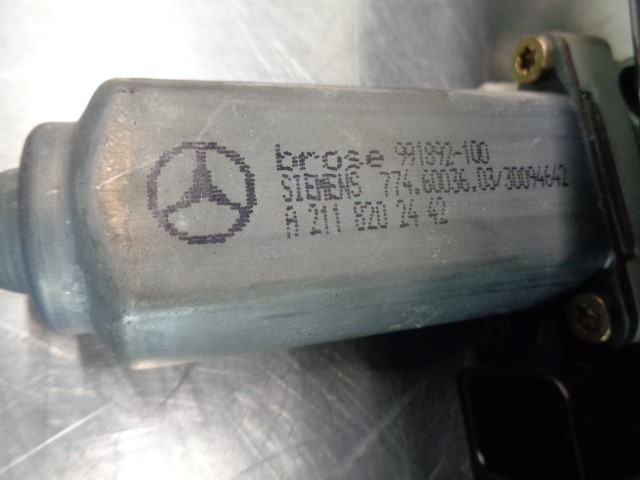 brose 991892-100
SIEMENS 774.60036.03/30094642
A 211 820 24 42